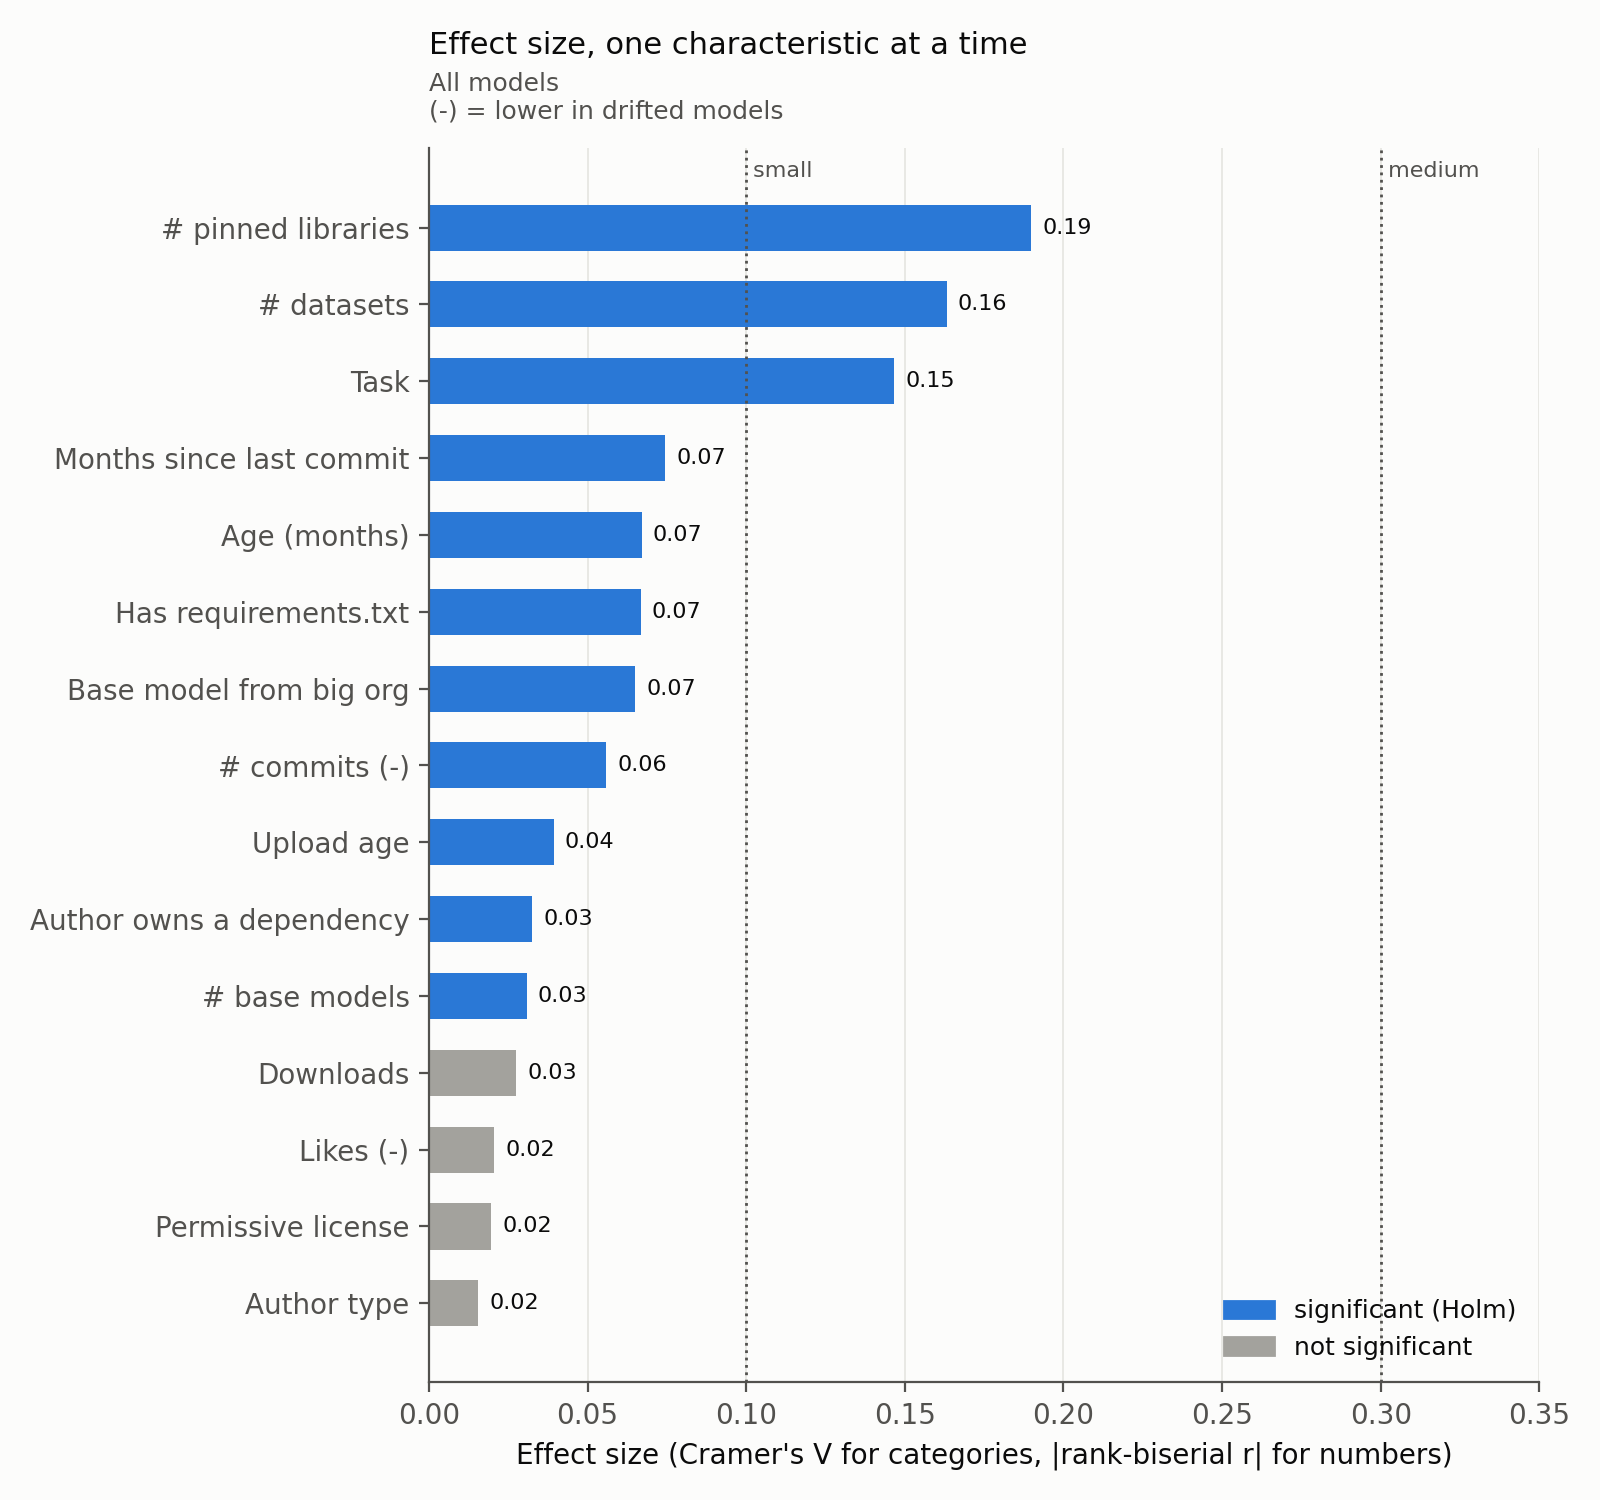 Effect size, one characteristic at a time
All models
(-) = lower in drifted models
small
medium
# pinned libraries
0.19
# datasets
0.16
Task
0.15
Months since last commit
0.07
Age (months)
0.07
Has requirements.txt
0.07
Base model from big org
0.07
# commits (-)
0.06
Upload age
0.04
Author owns a dependency
0.03
# base models
0.03
Downloads
0.03
Likes (-)
0.02
Permissive license
0.02
Author type
0.02
significant (Holm)
not significant
0.00 0.05 0.10 0.15 0.20 0.25 0.30 0.35
Effect size (Cramer's V for categories, |rank-biserial r| for numbers)